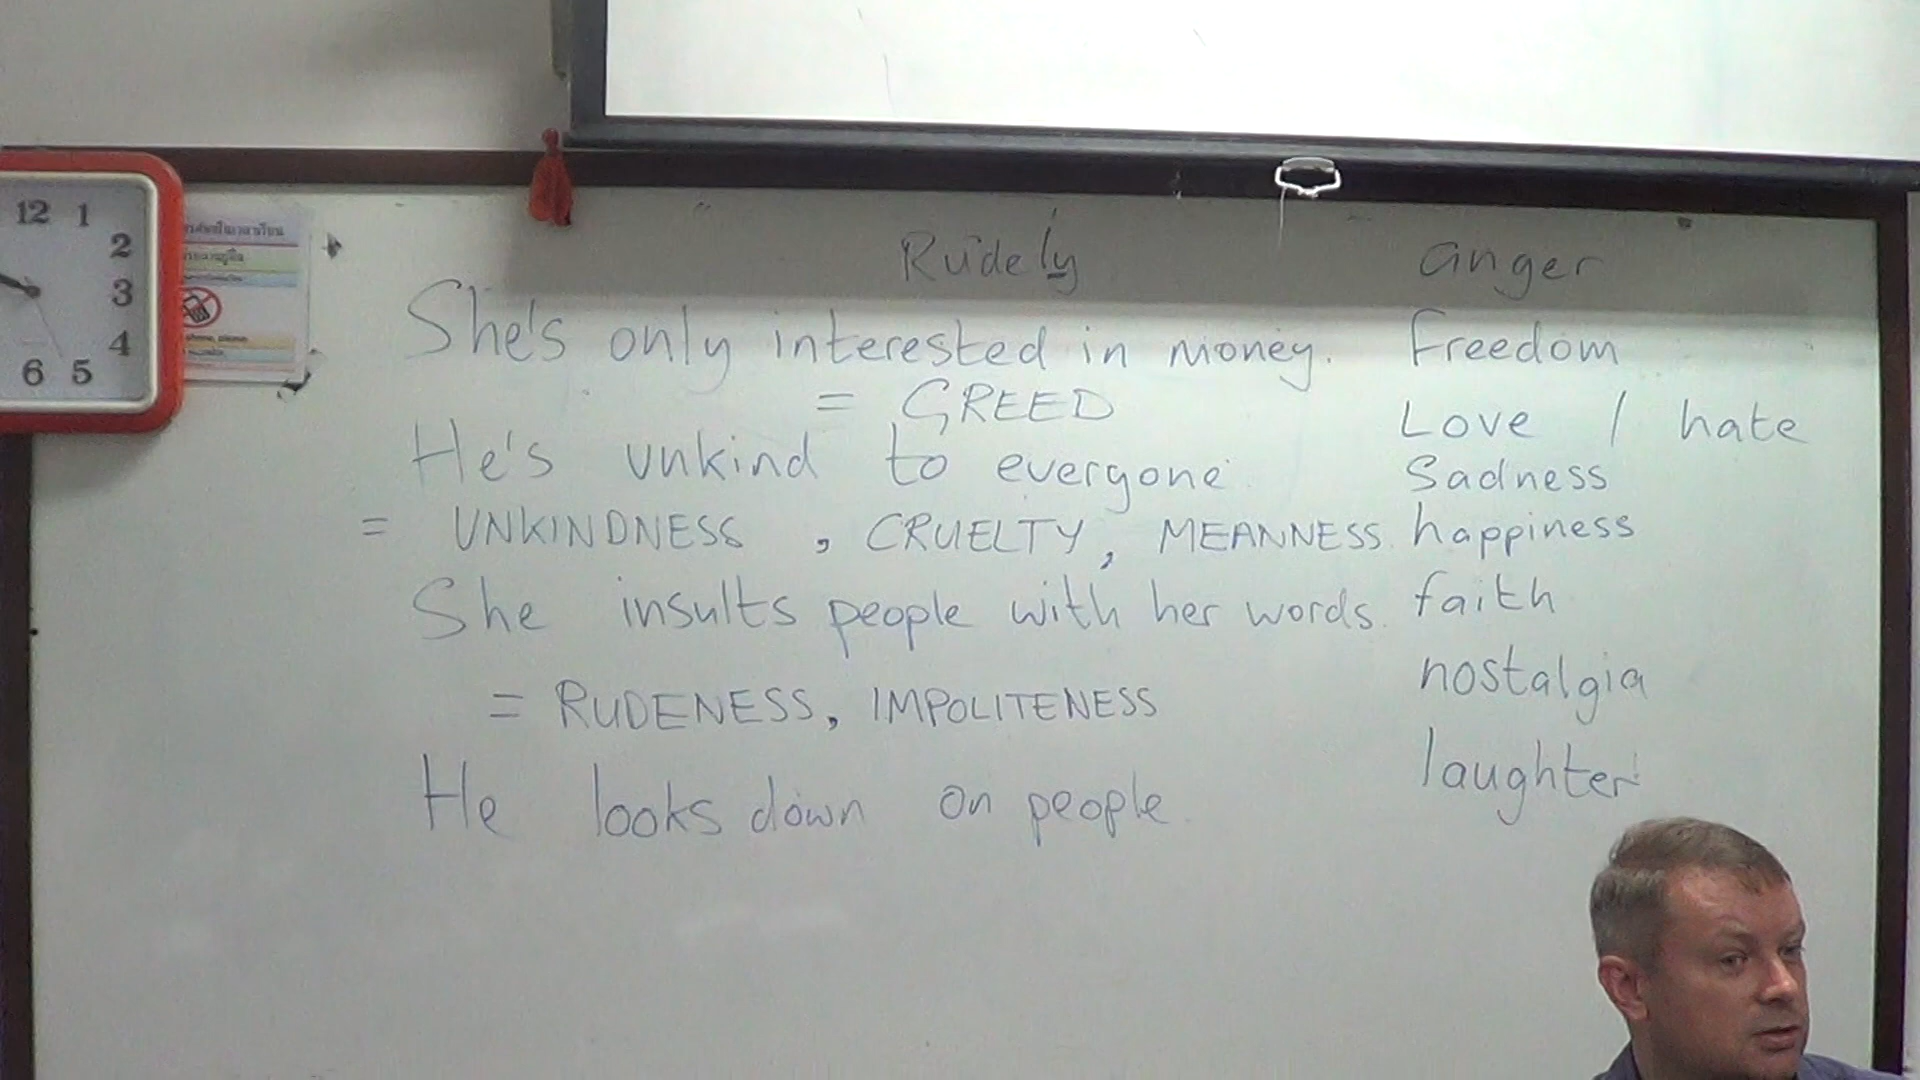 Rudely
She's only interested in money.
= GREED
He's unkind to everyone
= UNKINDNESS, CRUELTY, MEANNESS.
She insults people with her words.
= RUDENESS, IMPOLITENESS
He looks down on people.
anger
Freedom
Love / hate
Sadness
happiness
faith
nostalgia
laughter
12 1
2
3
4
6 5
phone, please